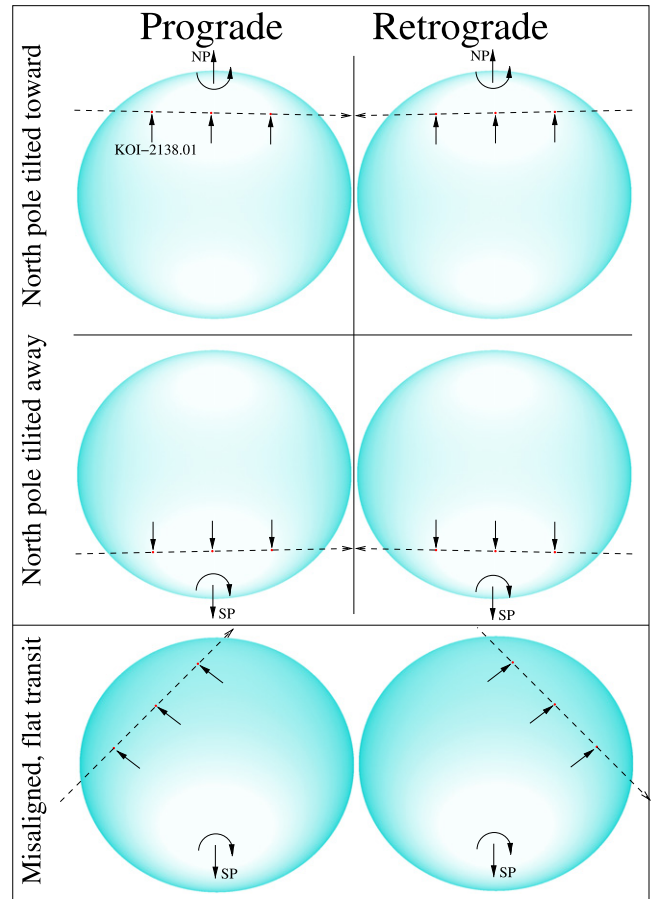 Prograde
Retrograde
North pole tilted toward
NP
NP
KOI-2138.01
North pole tilited away
SP
SP
Misaligned, flat transit
SP
SP